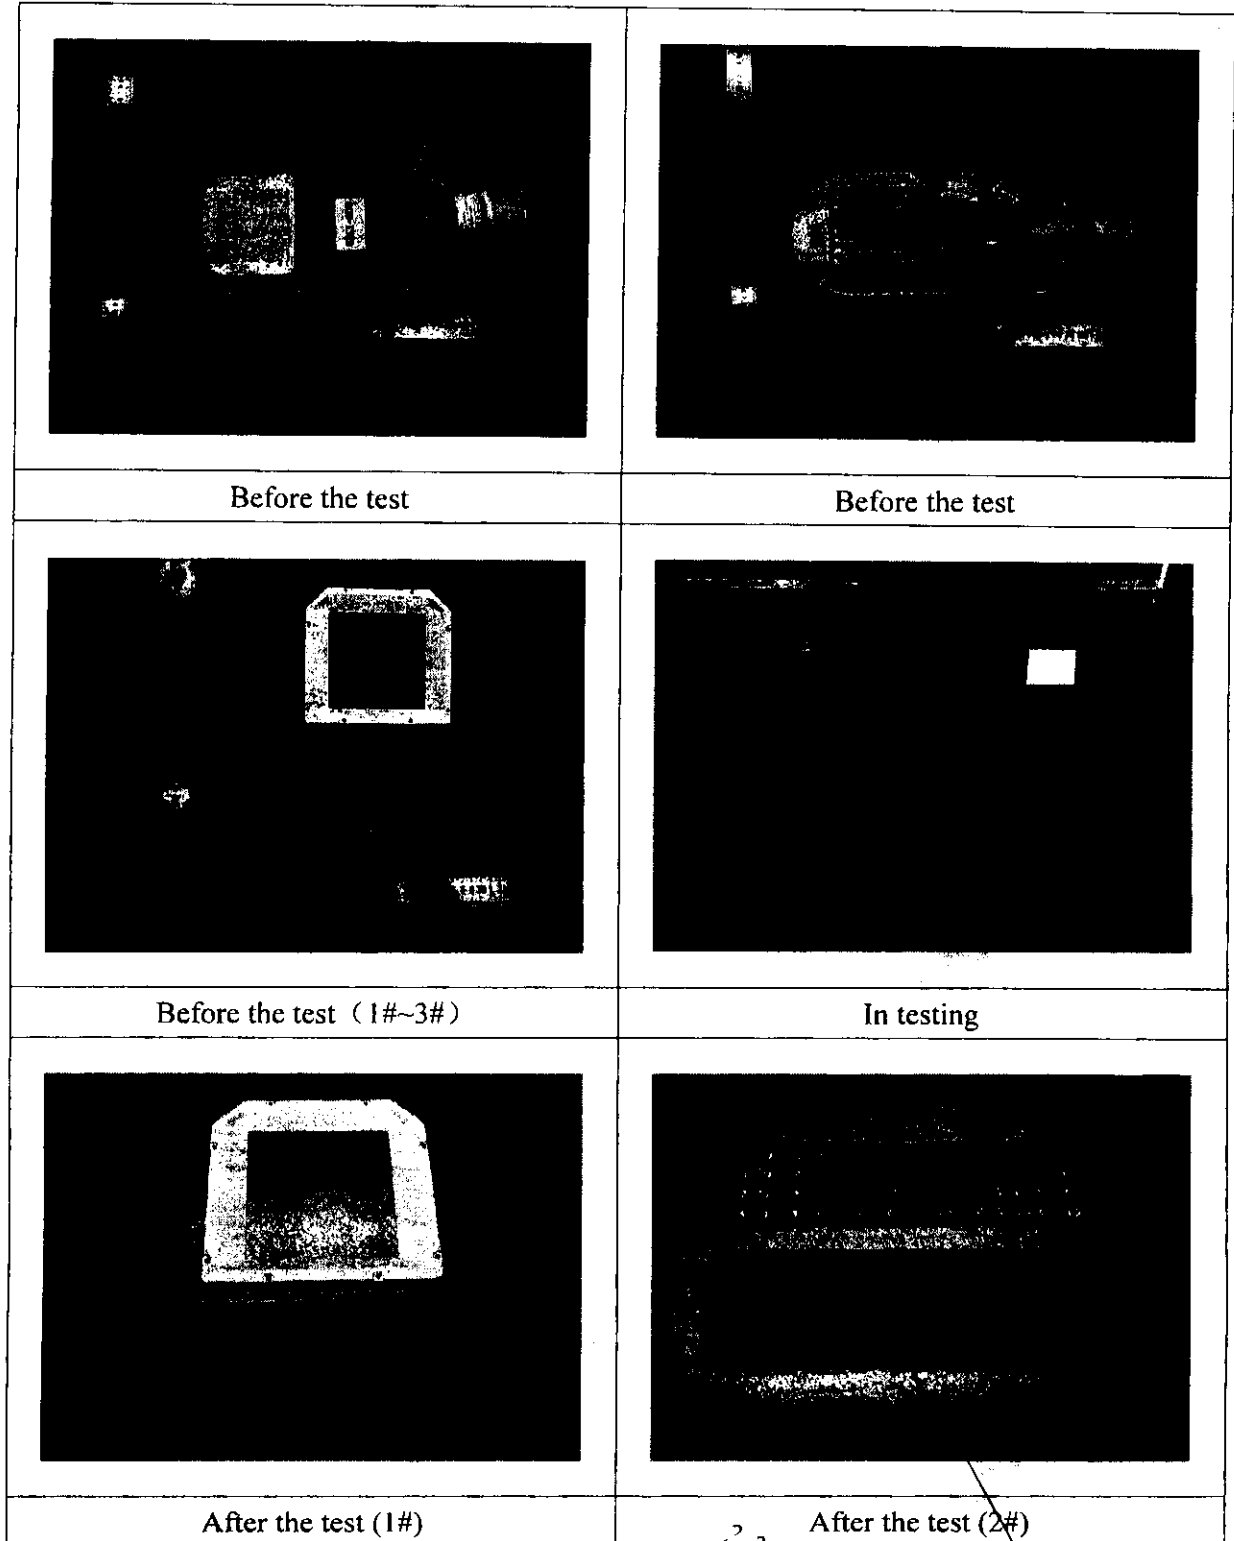 Before the test
Before the test
Before the test（1#~3#）
In testing
After the test (1#)
After the test (2#)